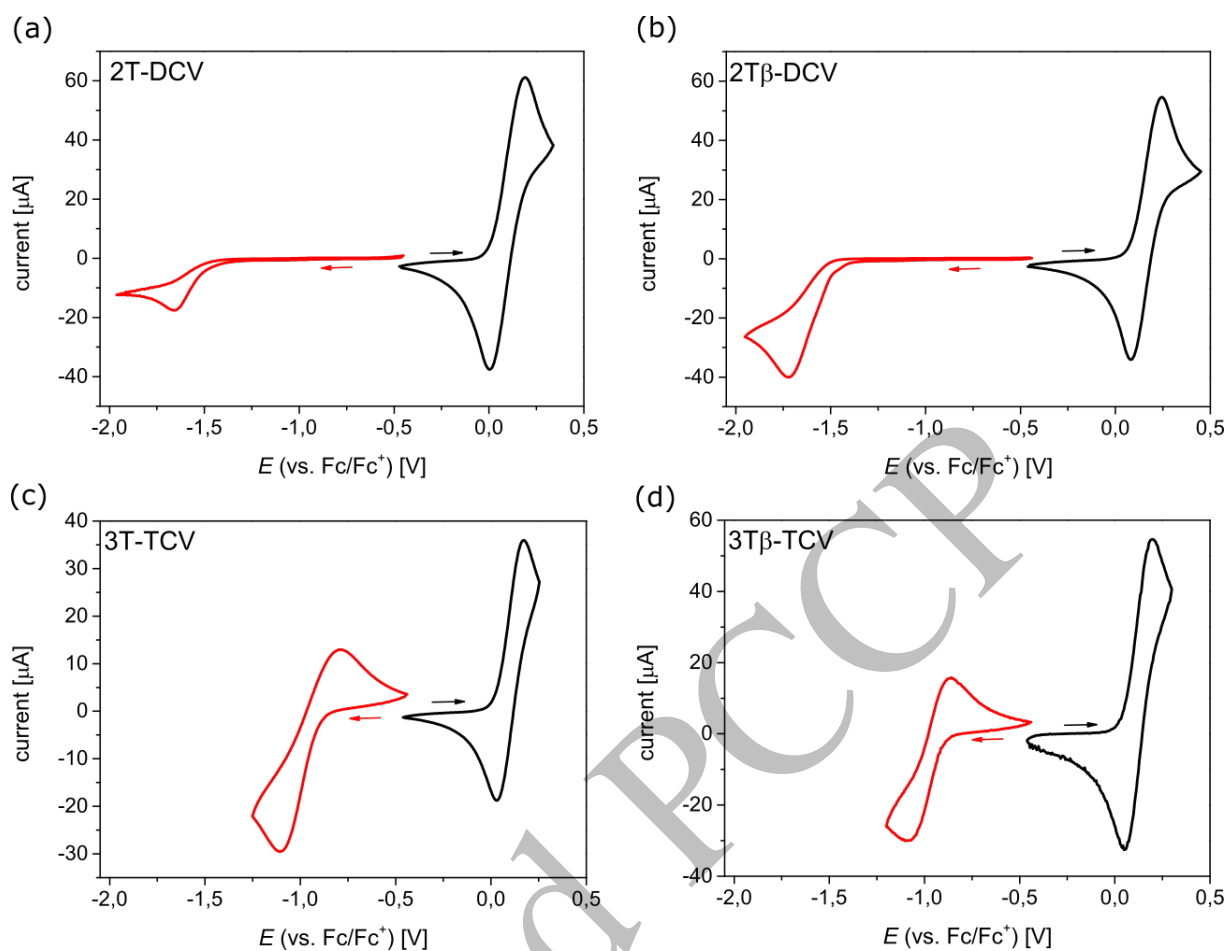 (a)
2T-DCV
60
40
20
0
-20
-40
current [µA]
-2,0 -1,5 -1,0 -0,5 0,0 0,5
E (vs. Fc/Fc⁺) [V]
(b)
2Tβ-DCV
60
40
20
0
-20
-40
current [µA]
-2,0 -1,5 -1,0 -0,5 0,0 0,5
E (vs. Fc/Fc⁺) [V]
(c)
3T-TCV
40
30
20
10
0
-10
-20
-30
current [µA]
-2,0 -1,5 -1,0 -0,5 0,0 0,5
E (vs. Fc/Fc⁺) [V]
(d)
3Tβ-TCV
60
40
20
0
-20
-40
current [µA]
-2,0 -1,5 -1,0 -0,5 0,0 0,5
E (vs. Fc/Fc⁺) [V]
d PCCP